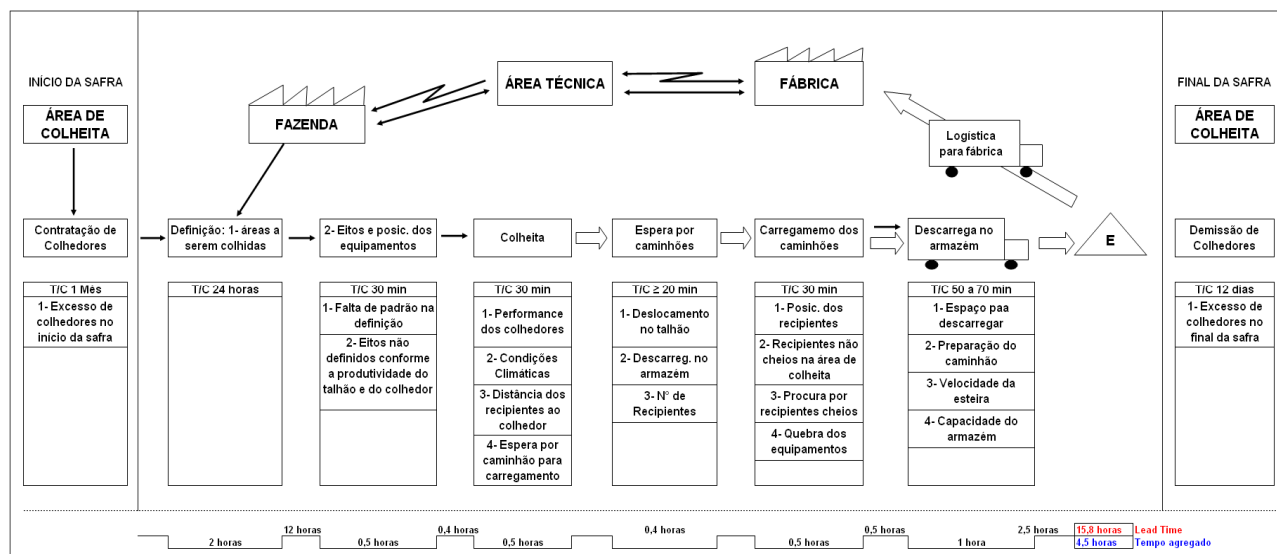 INÍCIO DA SAFRA
ÁREA DE
COLHEITA
FAZENDA
ÁREA TÉCNICA
FÁBRICA
Logística
para fábrica
FINAL DA SAFRA
ÁREA DE
COLHEITA
Contratação de
Colhedores
Definição: 1- áreas a
serem colhidas
2- Eitos e posic. dos
equipamentos
Colheita
Espera por
caminhões
Carregamemo dos
caminhões
Descarrega no
armazém
E
Demissão de
Colhedores
T/C 1 Mês
1- Excesso de
colhedores no
início da safra
T/C 24 horas
T/C 30 min
1- Falta de padrão na
definição
2- Eitos não
definidos conforme
a produtividade do
talhão e do colhedor
T/C 30 min
1- Performance
dos colhedores
2- Condições
Climáticas
3- Distância dos
recipientes ao
colhedor
4- Espera por
caminhão para
carregamento
T/C ≥ 20 min
1- Deslocamento
no talhão
2- Descarreg. no
armazém
3- N° de
Recipientes
T/C 30 min
1- Posic. dos
recipientes
2- Recipientes não
cheios na área de
colheita
3- Procura por
recipientes cheios
4- Quebra dos
equipamentos
T/C 50 a 70 min
1- Espaço paa
descarregar
2- Preparação do
caminhão
3- Velocidade da
esteira
4- Capacidade do
armazém
T/C 12 dias
1- Excesso de
colhedores no
final da safra
12 horas 0,4 horas 0,4 horas 0,5 horas 2,5 horas 15,8 horas Lead Time
2 horas 0,5 horas 0,5 horas 0,5 horas 1 hora 4,5 horas Tempo agregado